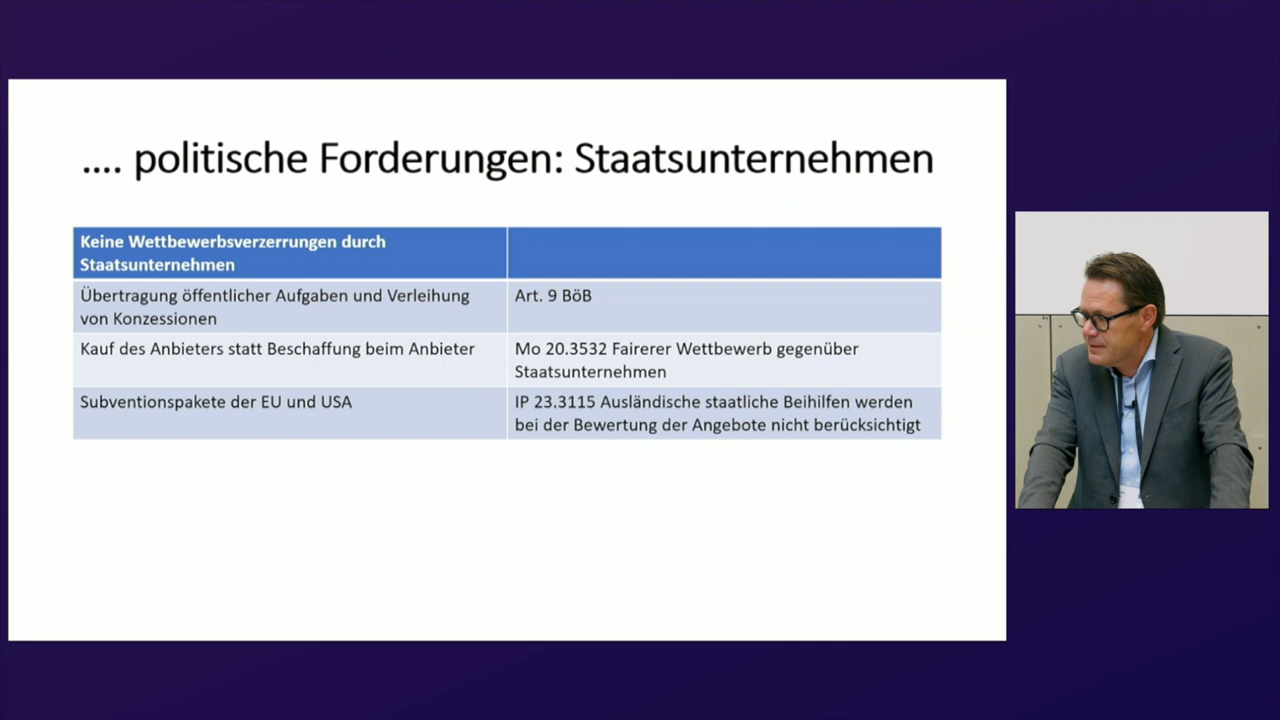 .... politische Forderungen: Staatsunternehmen
Keine Wettbewerbsverzerrungen durch
Staatsunternehmen
Übertragung öffentlicher Aufgaben und Verleihung
von Konzessionen
Art. 9 BöB
Kauf des Anbieters statt Beschaffung beim Anbieter
Mo 20.3532 Fairerer Wettbewerb gegenüber
Staatsunternehmen
Subventionspakete der EU und USA
IP 23.3115 Ausländische staatliche Beihilfen werden
bei der Bewertung der Angebote nicht berücksichtigt